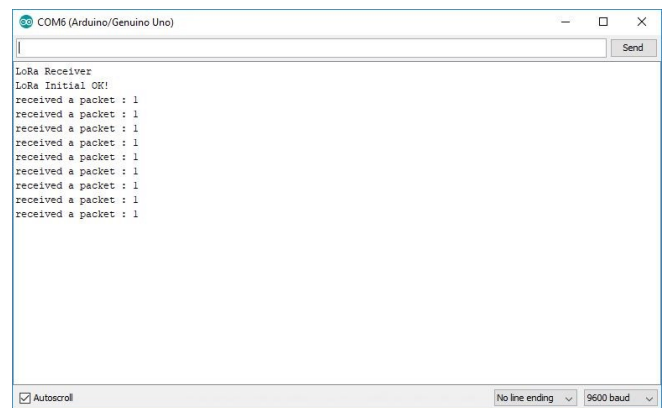 COM6 (Arduino/Genuino Uno)
Send
LoRa Receiver
LoRa Initial OK!
received a packet : 1
received a packet : 1
received a packet : 1
received a packet : 1
received a packet : 1
received a packet : 1
received a packet : 1
received a packet : 1
received a packet : 1
Autoscroll No line ending 9600 baud